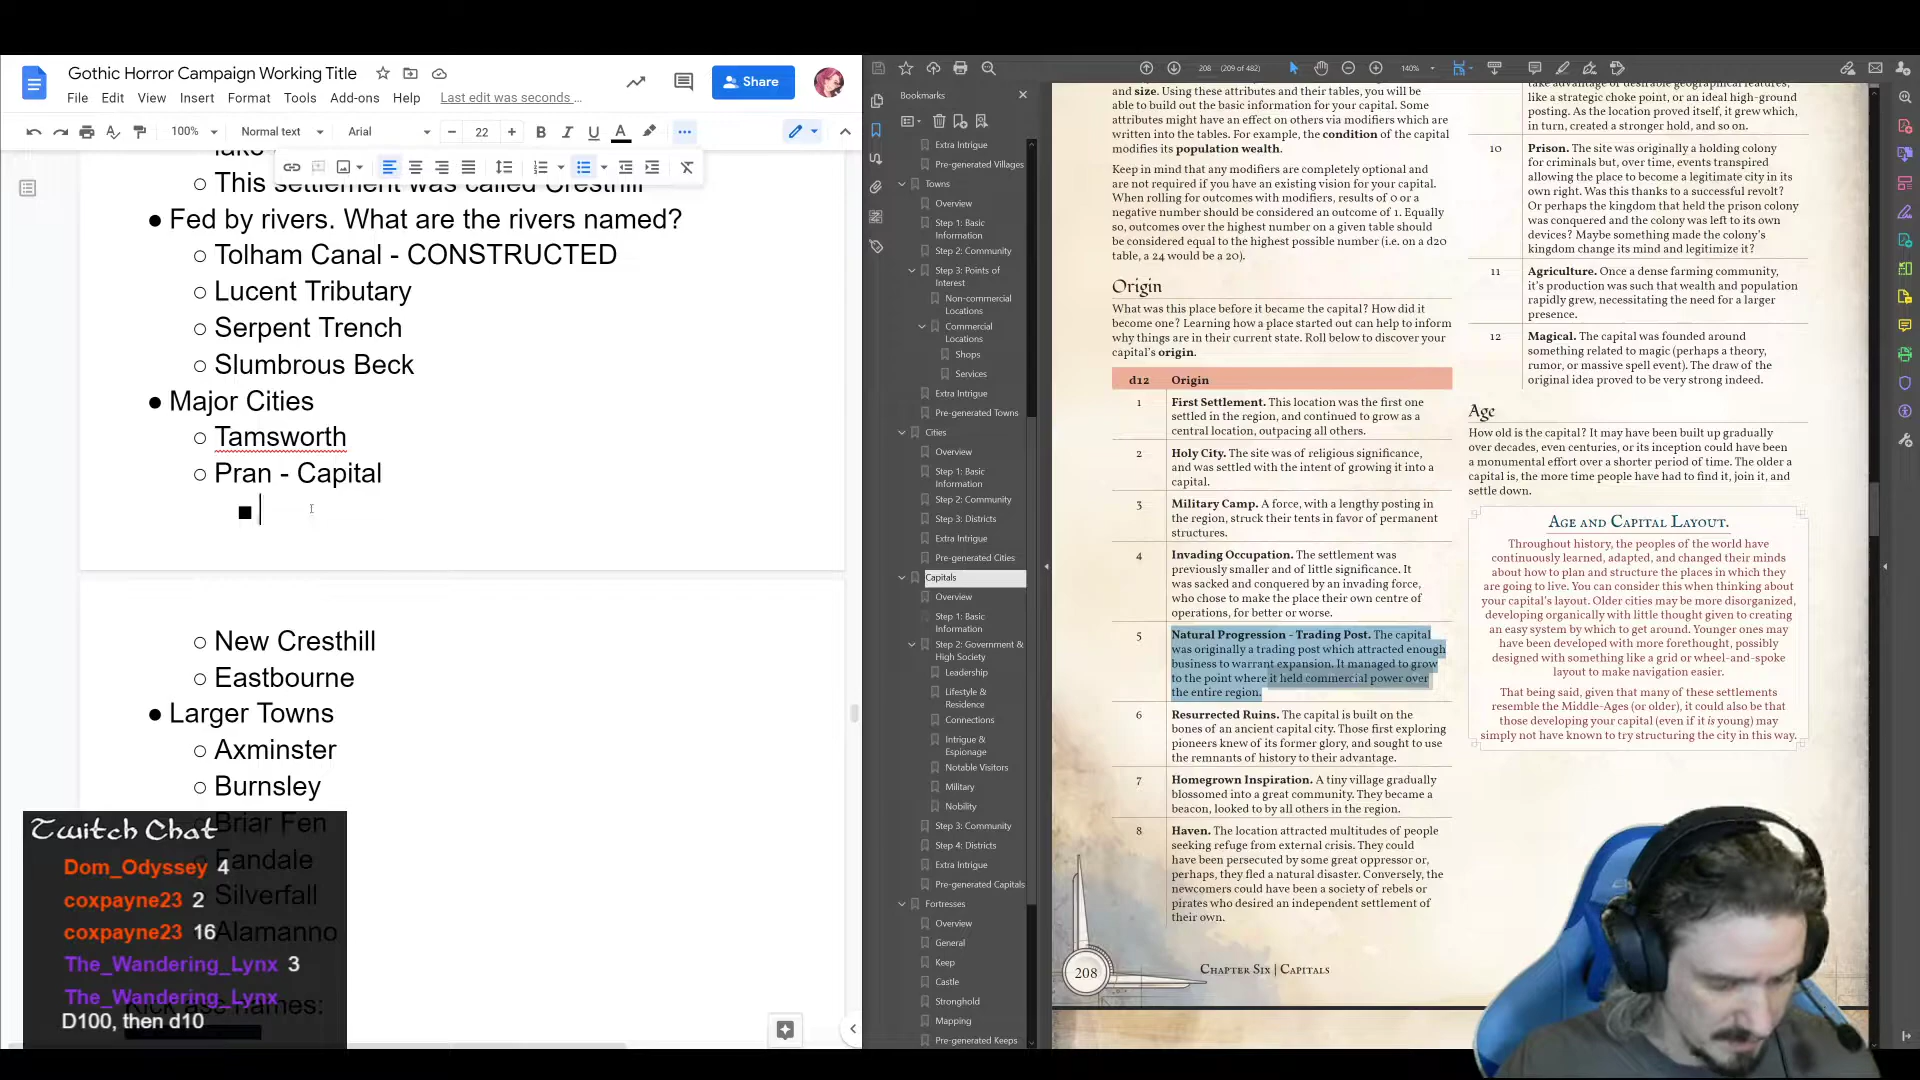 Gothic Horror Campaign Working Title
File Edit View Insert Format Tools Add-ons Help Last edit was seconds ...
Share
100% Normal text Arial 22
This settlement was called Cresthill
Fed by rivers. What are the rivers named?
Tolham Canal - CONSTRUCTED
Lucent Tributary
Serpent Trench
Slumbrous Beck
Major Cities
Tamsworth
Pran - Capital
New Cresthill
Eastbourne
Larger Towns
Axminster
Burnsley
Briar Fen
Silverfall
Alamanno
Twitch Chat
Dom_Odyssey 4
coxpayne23 2
coxpayne23 16
The_Wandering_Lynx 3
The_Wandering_Lynx
D100, then d10
208 (209 of 482) 140%
Bookmarks
Extra Intrigue
Pre-generated Villages
Towns
Overview
Step 1: Basic
Information
Step 2: Community
Step 3: Points of
Interest
Non-commercial
Locations
Commercial
Locations
Shops
Services
Extra Intrigue
Pre-generated Towns
Cities
Overview
Step 1: Basic
Information
Step 2: Community
Step 3: Districts
Extra Intrigue
Pre-generated Cities
Capitals
Overview
Step 1: Basic
Information
Step 2: Government &
High Society
Leadership
Lifestyle &
Residence
Connections
Intrigue &
Espionage
Notable Visitors
Military
Nobility
Step 3: Community
Step 4: Districts
Extra Intrigue
Pre-generated Capitals
Fortresses
Overview
General
Keep
Castle
Stronghold
Mapping
Pre-generated Keeps
and size. Using these attributes and their tables, you will be
able to build out the basic information for your capital. Some
attributes might have an effect on others via modifiers which are
written into the tables. For example, the condition of the capital
modifies its population wealth.
Keep in mind that any modifiers are completely optional and
are not required if you have an existing vision for your capital.
When rolling for outcomes with modifiers, results of 0 or a
negative number should be considered an outcome of 1. Equally
so, outcomes over the highest number on a given table should
be considered equal to the highest possible number (i.e. on a d20
table, a 24 would be a 20).
Origin
What was this place before it became the capital? How did it
become one? Learning how a place started out can help to inform
why things are in their current state. Roll below to discover your
capital's origin.
d12 Origin
1 First Settlement. This location was the first one
settled in the region, and continued to grow as a
central location, outpacing all others.
2 Holy City. The site was of religious significance,
and was settled with the intent of growing it into a
capital.
3 Military Camp. A force, with a lengthy posting in
the region, struck their tents in favor of permanent
structures.
4 Invading Occupation. The settlement was
previously smaller and of little significance. It
was sacked and conquered by an invading force,
who chose to make the place their own centre of
operations, for better or worse.
5 Natural Progression - Trading Post. The capital
was originally a trading post which attracted enough
business to warrant expansion. It managed to grow
to the point where it held commercial power over
the entire region.
6 Resurrected Ruins. The capital is built on the
bones of an ancient capital city. Those first exploring
pioneers knew of its former glory, and sought to use
the remnants of history to their advantage.
7 Homegrown Inspiration. A tiny village gradually
blossomed into a great community. They became a
beacon, looked to by all others in the region.
8 Haven. The location attracted multitudes of people
seeking refuge from external crisis. They could
have been persecuted by some great oppressor or,
perhaps, they fled a natural disaster. Conversely, the
newcomers could have been a society of rebels or
pirates who desired an independent settlement of
their own.
208 Chapter Six | Capitals
take advantage of desirable geographical features,
like a strategic choke point, or an ideal high-ground
posting. As the location proved itself, it grew which,
in turn, created a stronger hold, and so on.
10 Prison. The site was originally a holding colony
for criminals but, over time, events transpired
allowing the place to become a legitimate city in its
own right. Was this thanks to a successful revolt?
Or perhaps the kingdom that held the prison colony
was conquered and the colony was left to its own
devices? Maybe something made the colony's
kingdom change its mind and legitimize it?
11 Agriculture. Once a dense farming community,
it's production was such that wealth and population
rapidly grew, necessitating the need for a larger
presence.
12 Magical. The capital was founded around
something related to magic (perhaps a theory,
rumor, or massive spell event). The draw of the
original idea proved to be very strong indeed.
Age
How old is the capital? It may have been built up gradually
over decades, even centuries, or its inception could have been
a monumental effort over a shorter period of time. The older a
capital is, the more time people have had to find it, join it, and
settle down.
Age and Capital Layout.
Throughout history, the peoples of the world have
continuously learned, adapted, and changed their minds
about how to plan and structure the places in which they
are going to live. You can consider this when thinking about
your capital's layout. Older cities may be more disorganized,
developing organically with little thought given to creating
an easy system by which to get around. Younger ones may
have been developed with more forethought, possibly
designed with something like a grid or wheel-and-spoke
layout to make navigation easier.
That being said, given that many of these settlements
resemble the Middle-Ages (or older), it could also be that
those developing your capital (even if it is young) may
simply not have known to try structuring the city in this way.